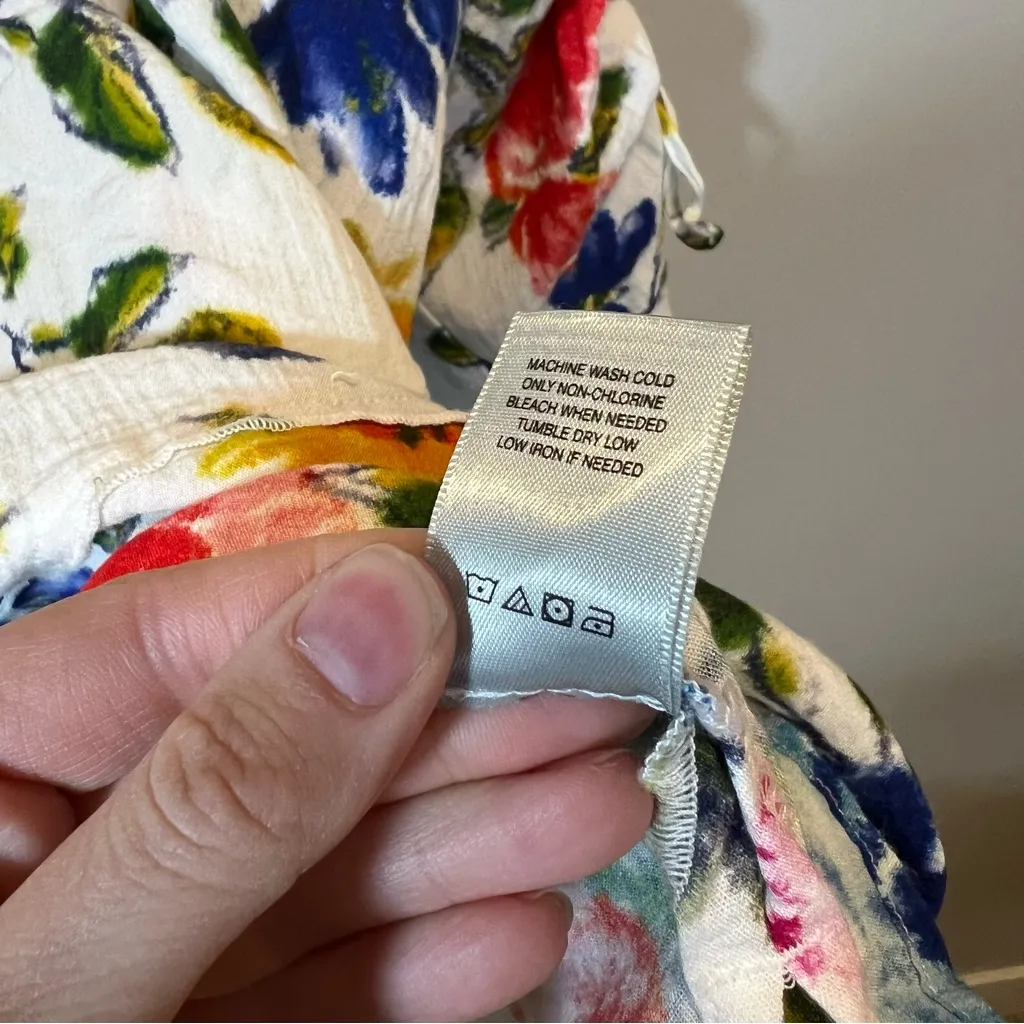 MACHINE WASH COLD
ONLY NON-CHLORINE
BLEACH WHEN NEEDED
TUMBLE DRY LOW
LOW IRON IF NEEDED